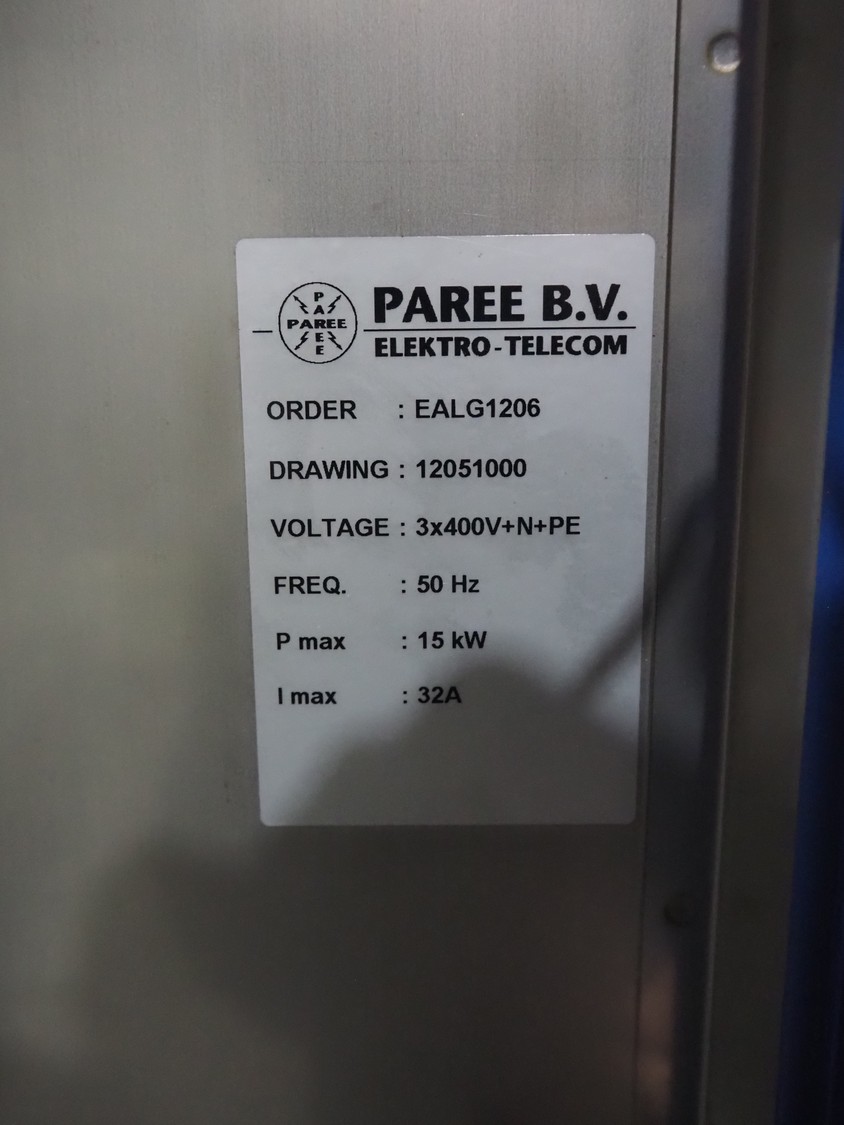 PAREE
PAREE
PAREE B.V.
ELEKTRO-TELECOM
ORDER : EALG1206
DRAWING : 12051000
VOLTAGE : 3x400V+N+PE
FREQ. : 50 Hz
P max : 15 kW
I max : 32A